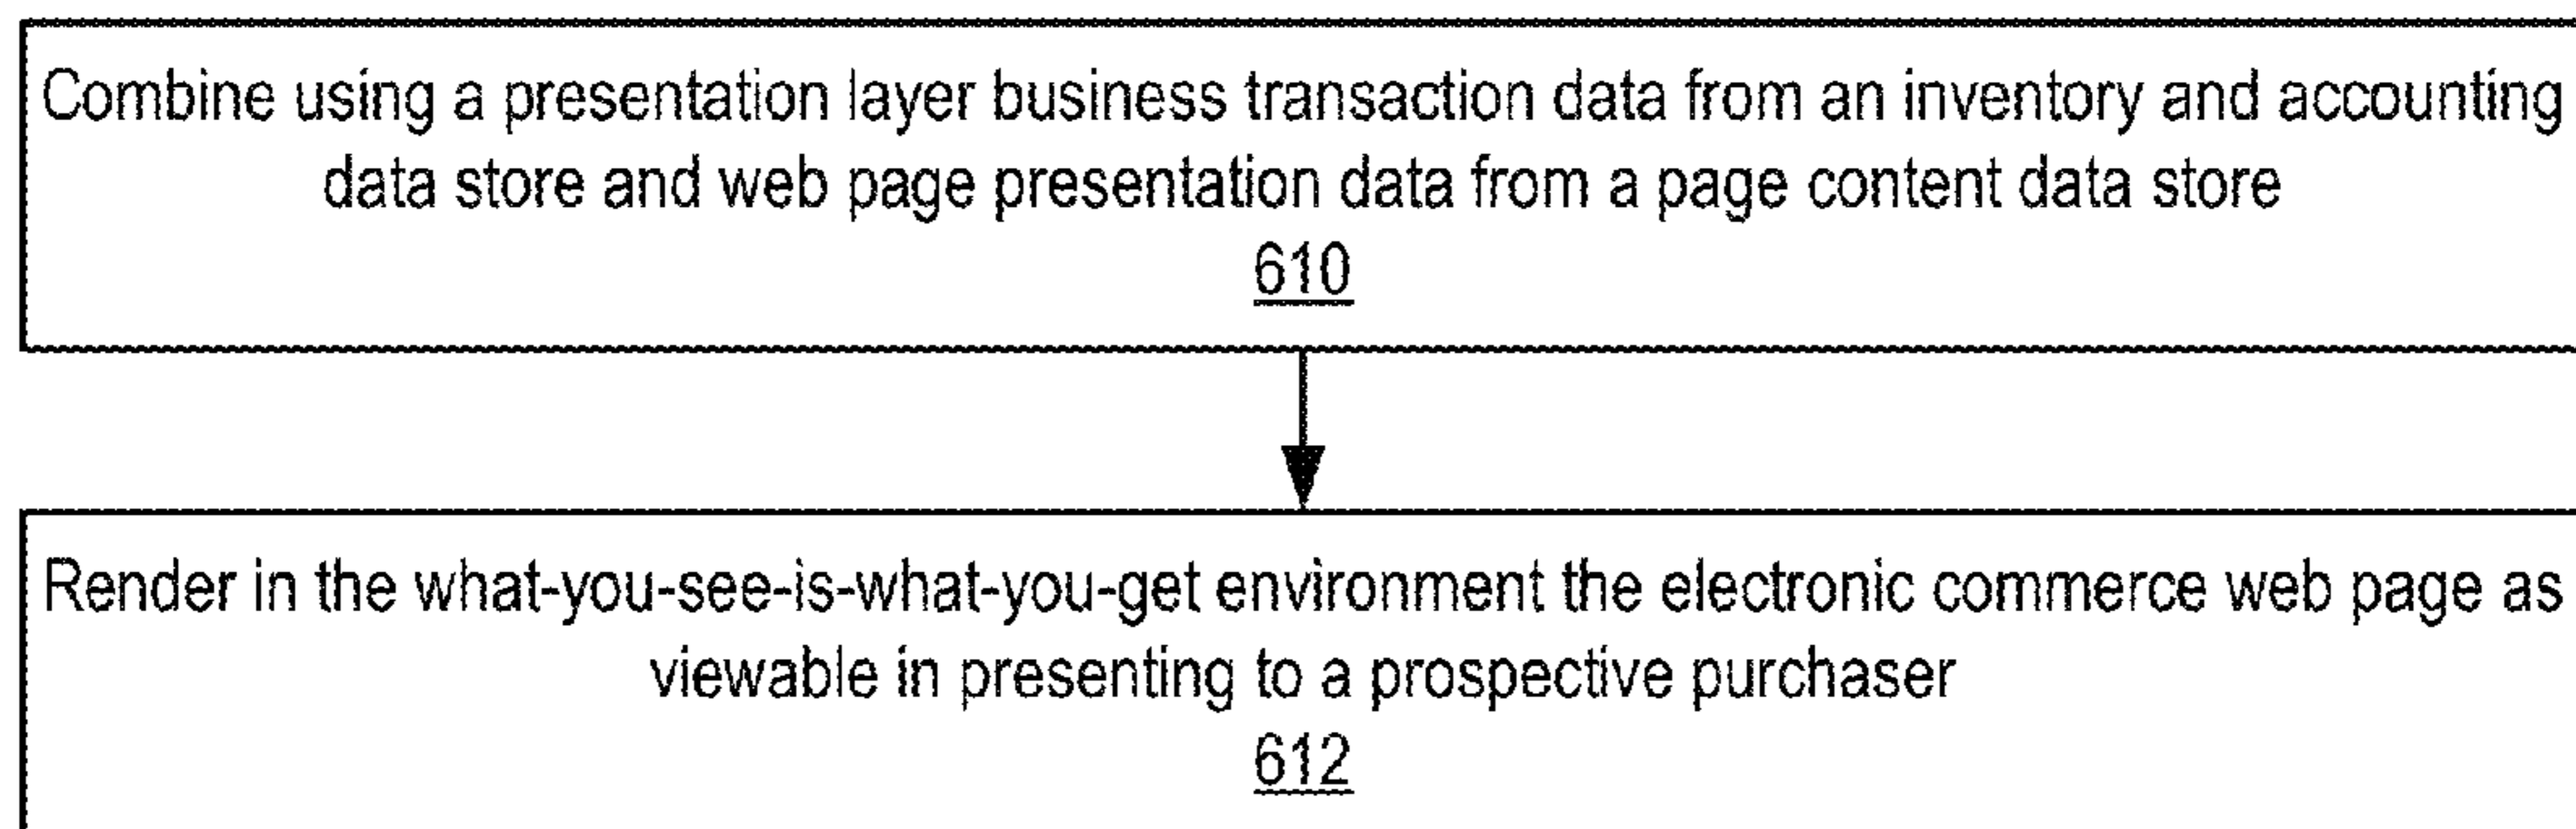 Combine using a presentation layer business transaction data from an inventory and accounting
data store and web page presentation data from a page content data store
610
Render in the what-you-see-is-what-you-get environment the electronic commerce web page as
viewable in presenting to a prospective purchaser
612